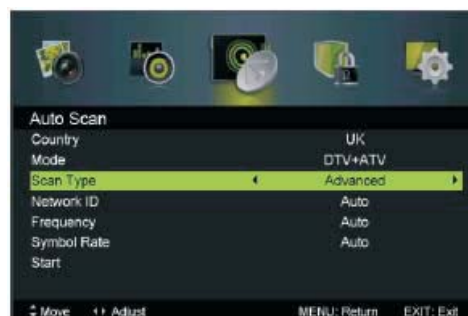 Auto Scan
Country UK
Mode DTV+ATV
Scan Type Advanced
Network ID Auto
Frequency Auto
Symbol Rate Auto
Start
Move Adjust MENU: Return EXIT: Exit